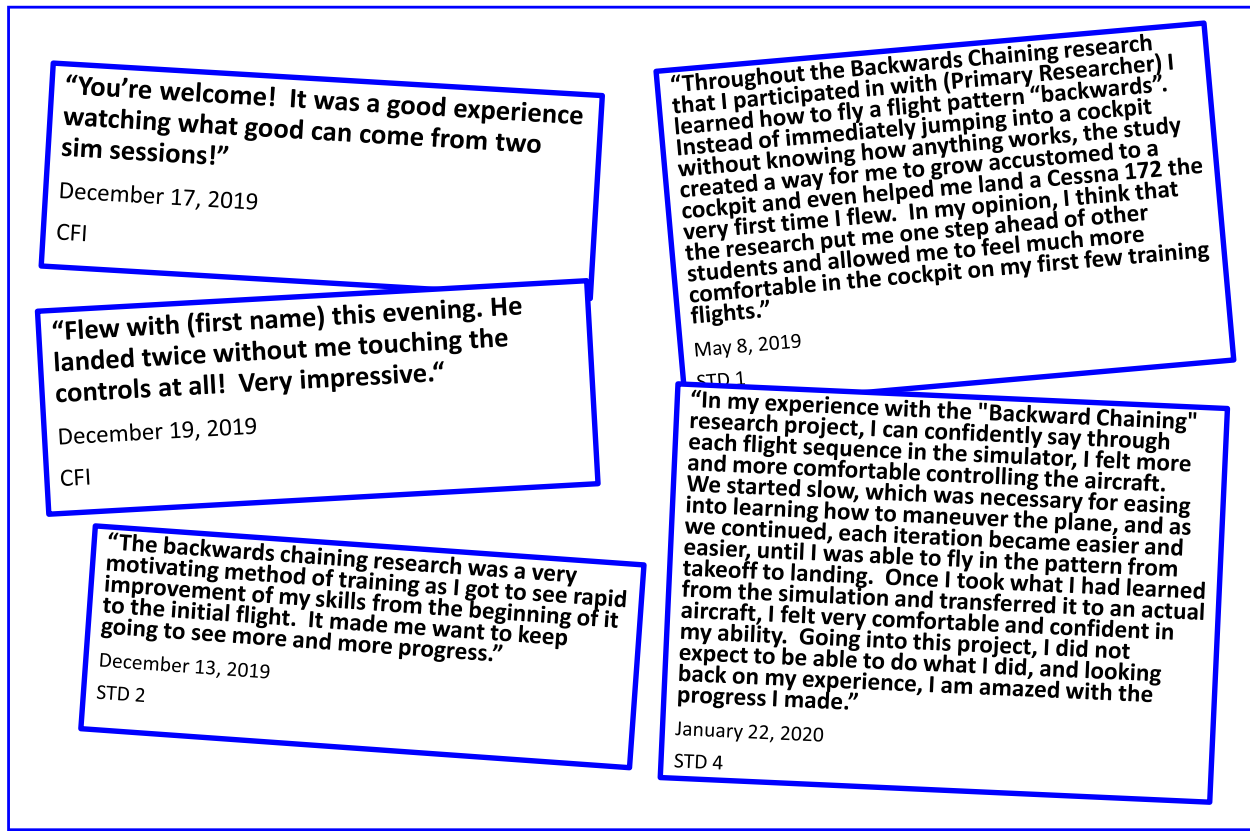 “You’re welcome!  It was a good experience
watching what good can come from two
sim sessions!”
December 17, 2019
CFI
“Flew with (first name) this evening. He
landed twice without me touching the
controls at all!  Very impressive.“
December 19, 2019
CFI
“The backwards chaining research was a very
motivating method of training as I got to see rapid
improvement of my skills from the beginning of it
to the initial flight.  It made me want to keep
going to see more and more progress.”
December 13, 2019
STD 2
“Throughout the Backwards Chaining research
that I participated in with (Primary Researcher) I
learned how to fly a flight pattern “backwards”.
Instead of immediately jumping into a cockpit
without knowing how anything works, the study
created a way for me to grow accustomed to a
cockpit and even helped me land a Cessna 172 the
very first time I flew.  In my opinion, I think that
the research put me one step ahead of other
students and allowed me to feel much more
comfortable in the cockpit on my first few training
flights.”
May 8, 2019
STD 1
“In my experience with the "Backward Chaining"
research project, I can confidently say through
each flight sequence in the simulator, I felt more
and more comfortable controlling the aircraft.
We started slow, which was necessary for easing
into learning how to maneuver the plane, and as
we continued, each iteration became easier and
easier, until I was able to fly in the pattern from
takeoff to landing.  Once I took what I had learned
from the simulation and transferred it to an actual
aircraft, I felt very comfortable and confident in
my ability.  Going into this project, I did not
expect to be able to do what I did, and looking
back on my experience, I am amazed with the
progress I made.”
January 22, 2020
STD 4